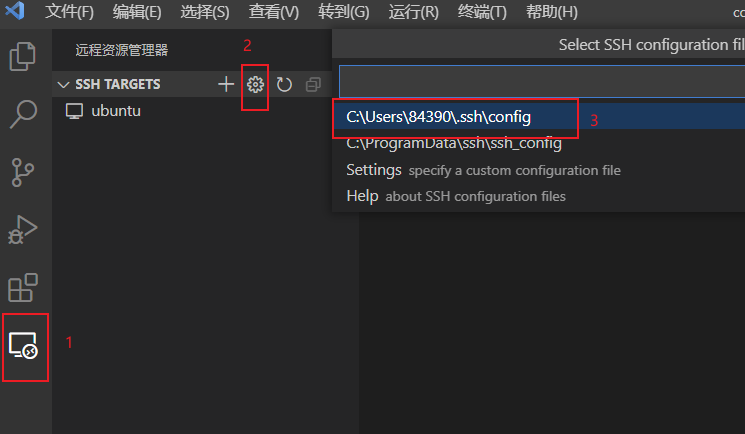 文件(F) 编辑(E) 选择(S) 查看(V) 转到(G) 运行(R) 终端(T) 帮助(H)
远程资源管理器
2
Select SSH configuration fil
SSH TARGETS
ubuntu
C:\Users\84390\.ssh\config
3
C:\ProgramData\ssh\ssh_config
Settings specify a custom configuration file
Help about SSH configuration files
1